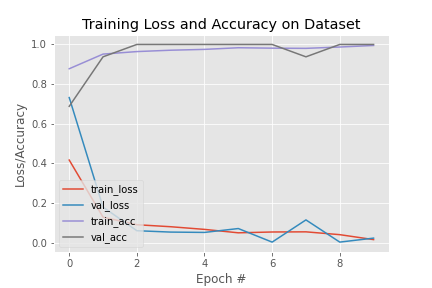 Training Loss and Accuracy on Dataset
Loss/Accuracy
1.0
0.8
0.6
0.4
0.2
0.0
train_loss
val_loss
train_acc
val_acc
0 2 4 6 8
Epoch #